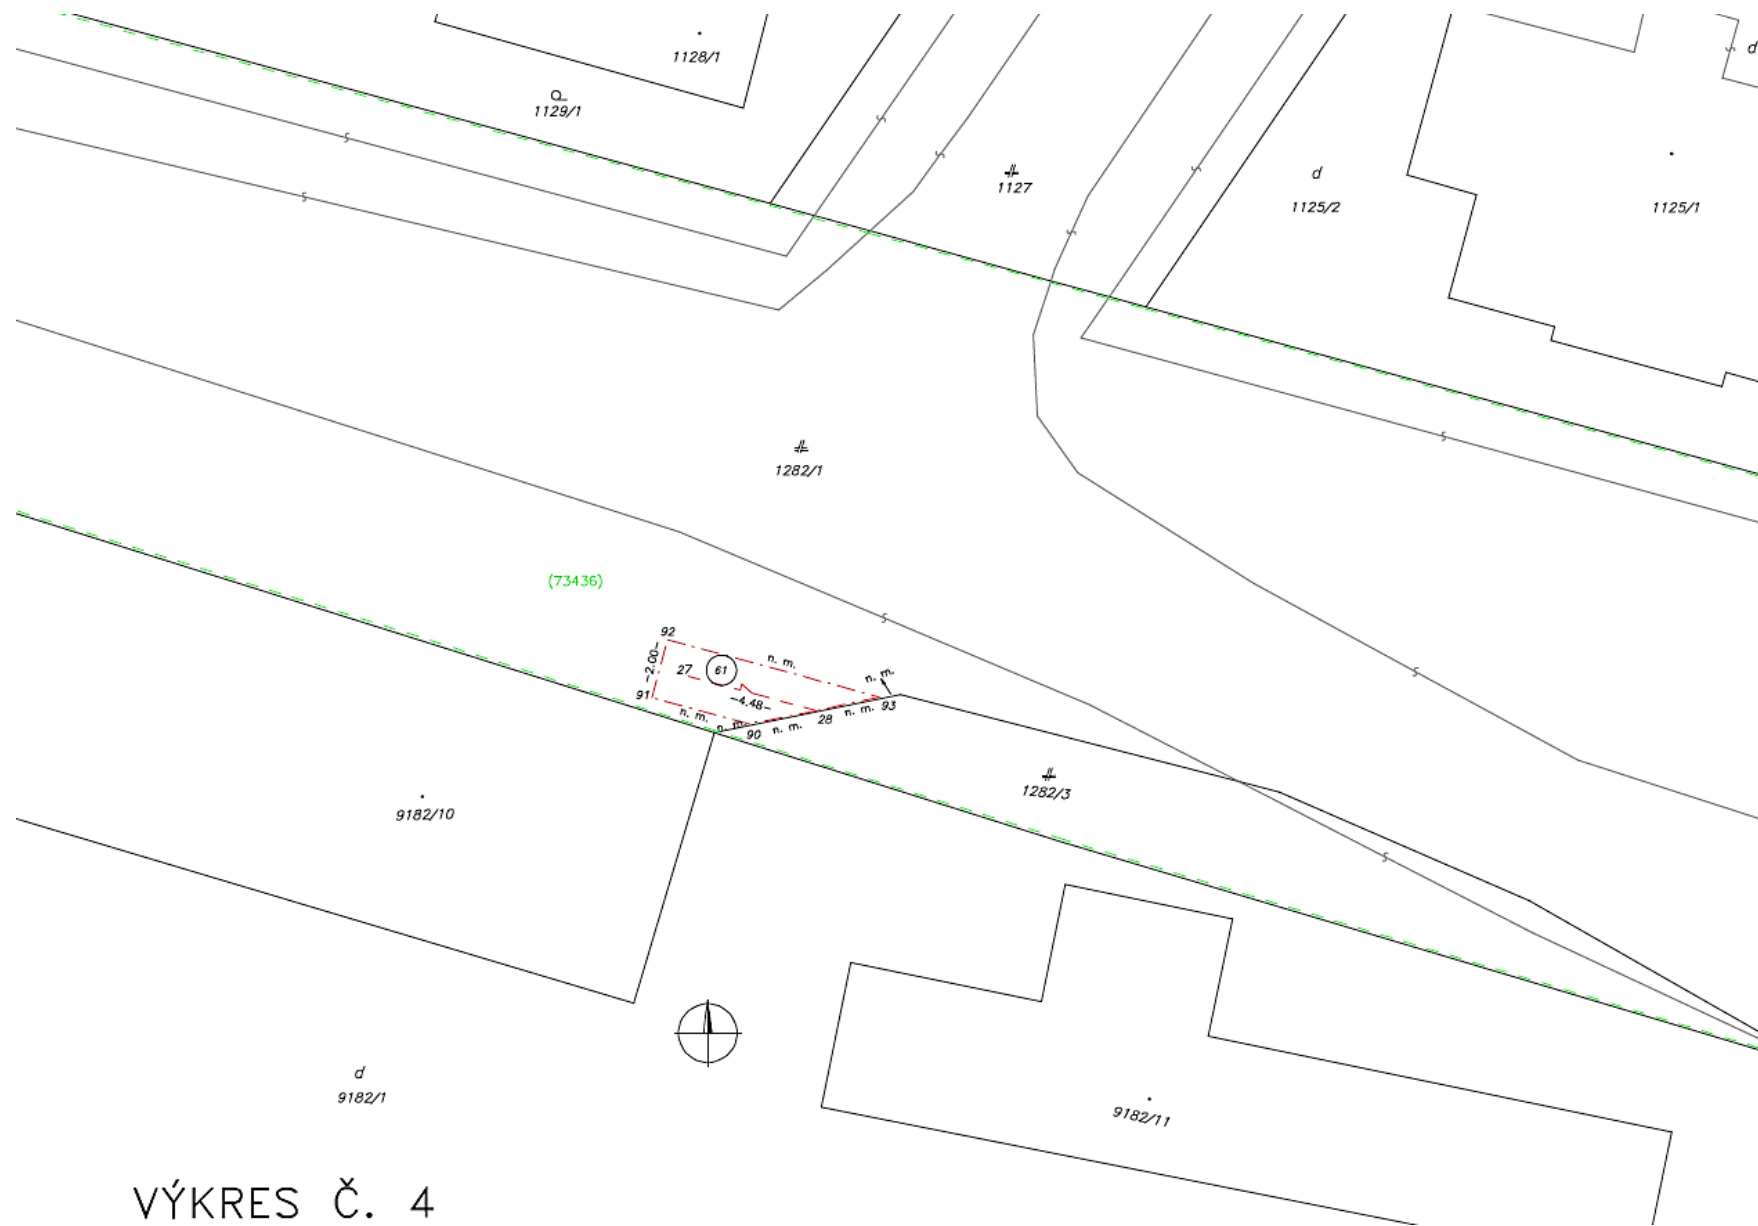 1128/1
d
1129/1
1127
d
1125/2
1125/1
1282/1
(73436)
92
n. m.
-2.00-
27
61
n. m.
91
-4.48-
93
n. m.
n. m.
28
n. m.
90
n. m.
1282/3
9182/10
d
9182/1
9182/11
VÝKRES Č. 4